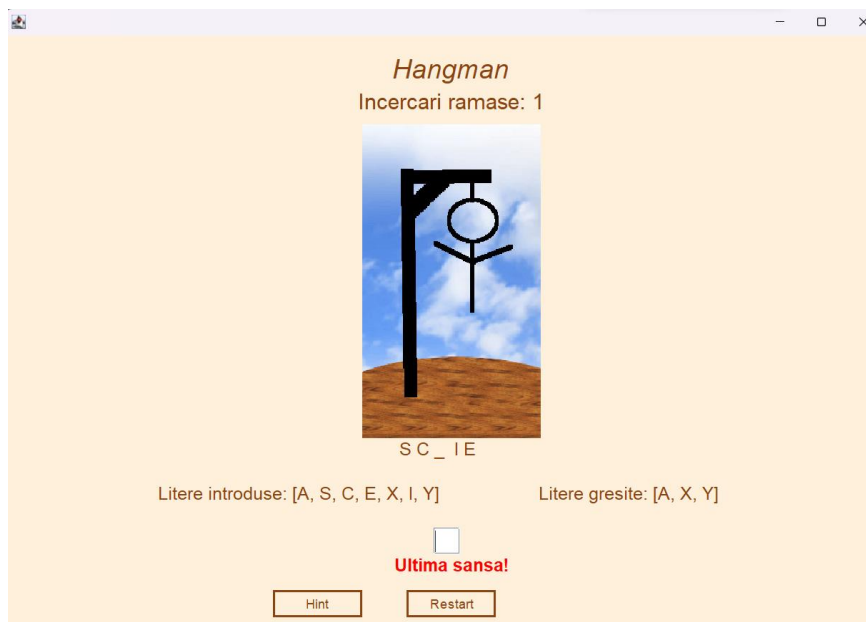 Hangman
Incercari ramase: 1
S C _ I E
Litere introduse: [A, S, C, E, X, I, Y]
Litere gresite: [A, X, Y]
Ultima sansa!
Hint
Restart